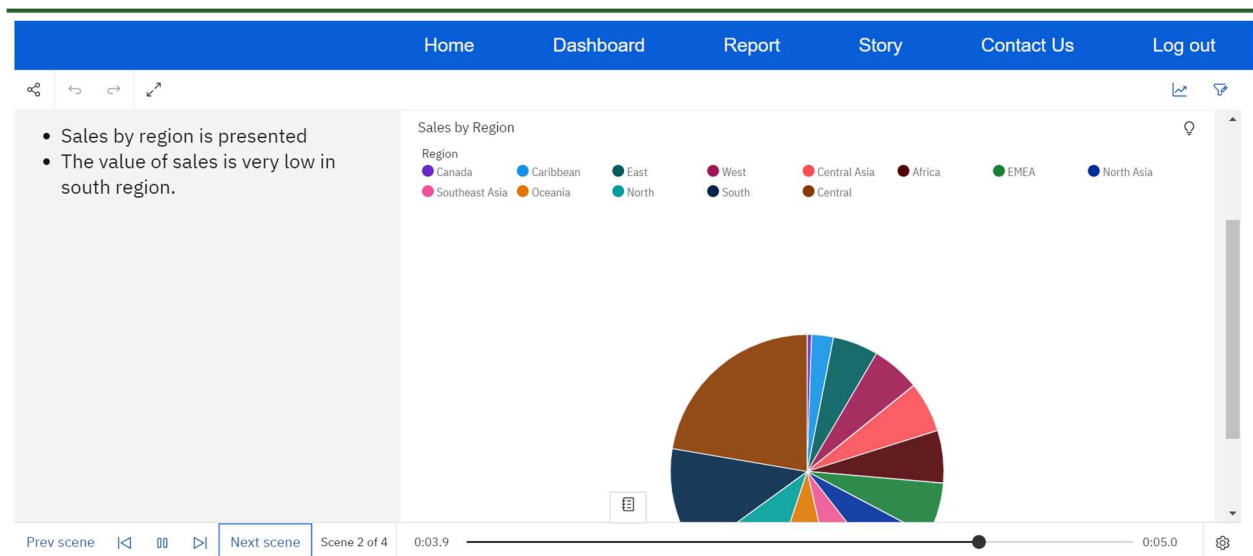 Home Dashboard Report Story Contact Us Log out
• Sales by region is presented
• The value of sales is very low in
south region.
Sales by Region
Region
Canada Caribbean East West Central Asia Africa EMEA North Asia
Southeast Asia Oceania North South Central
Prev scene Next scene Scene 2 of 4 0:03.9 0:05.0